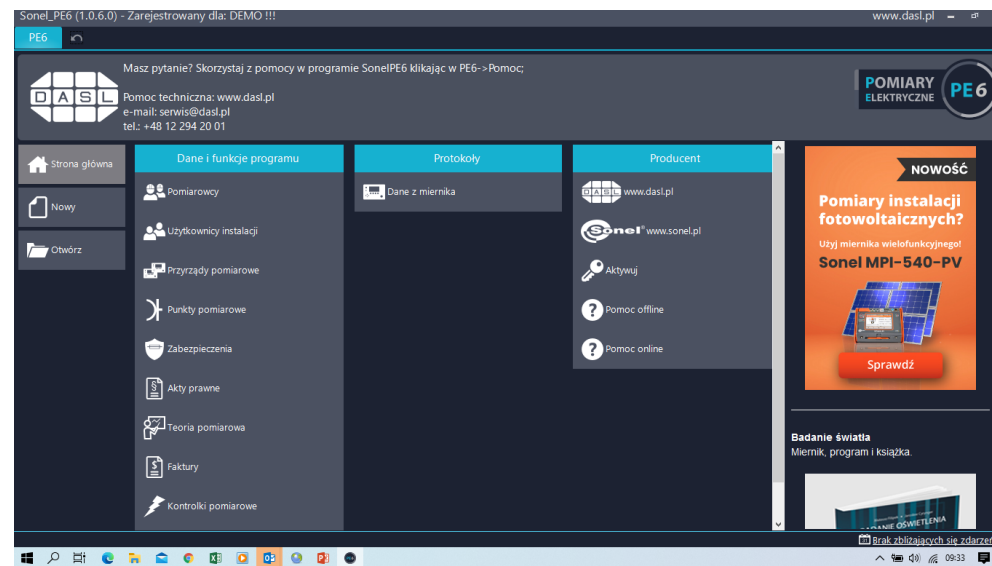 Sonel_PE6 (1.0.6.0) - Zarejestrowany dla: DEMO !!!
www.dasl.pl
PE6
Masz pytanie? Skorzystaj z pomocy w programie SonelPE6 klikając w PE6->Pomoc;
DASL
Pomoc techniczna: www.dasl.pl
e-mail: serwis@dasl.pl
tel.: +48 12 294 20 01
POMIARY
ELEKTRYCZNE
PE6
Strona główna
Nowy
Otwórz
Dane i funkcje programu
Pomiarowcy
Użytkownicy instalacji
Przyrządy pomiarowe
Punkty pomiarowe
Zabezpieczenia
Akty prawne
Teoria pomiarowa
Faktury
Kontrolki pomiarowe
Protokoły
Dane z miernika
Producent
DASL www.dasl.pl
Sonel® www.sonel.pl
Aktywuj
Pomoc offline
Pomoc online
NOWOŚĆ
Pomiary instalacji
fotowoltaicznych?
Użyj miernika wielofunkcyjnego!
Sonel MPI-540-PV
Sprawdź
Badanie światła
Miernik, program i książka.
BADANIE OŚWIETLENIA
Brak zbliżających się zdarzeń
09:33